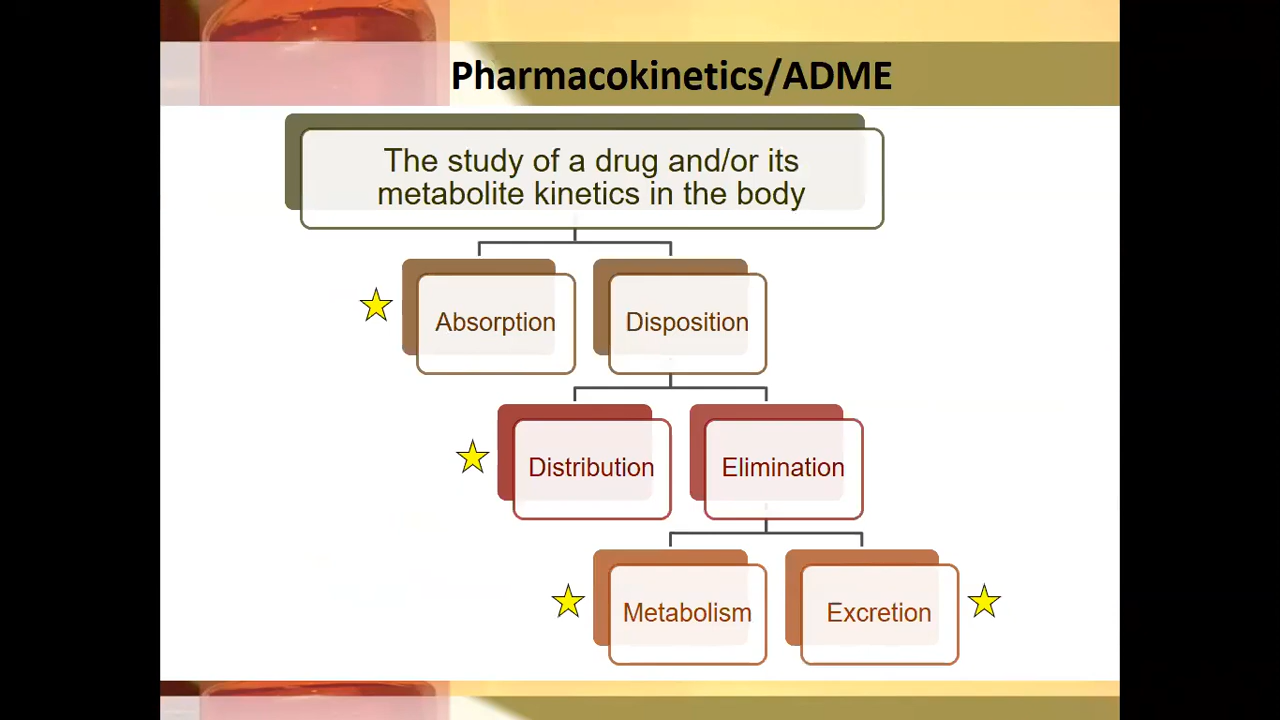 Pharmacokinetics/ADME
The study of a drug and/or its
metabolite kinetics in the body
Absorption
Disposition
Distribution
Elimination
Metabolism
Excretion